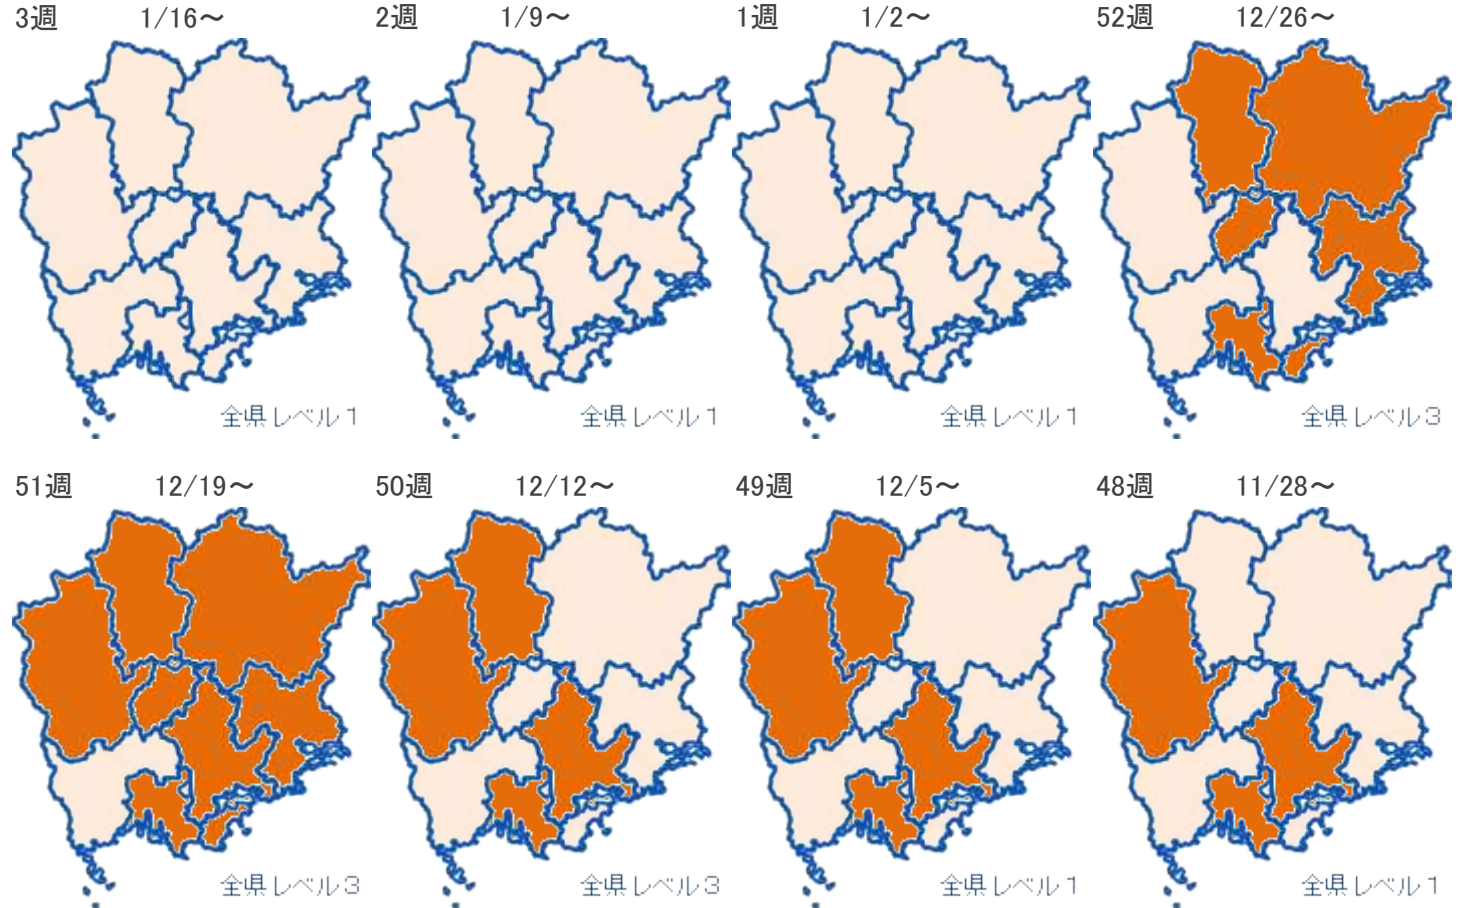 3週 1/16～
2週 1/9～
1週 1/2～
52週 12/26～
全県レベル1
全県レベル1
全県レベル1
全県レベル3
51週 12/19～
50週 12/12～
49週 12/5～
48週 11/28～
全県レベル3
全県レベル3
全県レベル1
全県レベル1